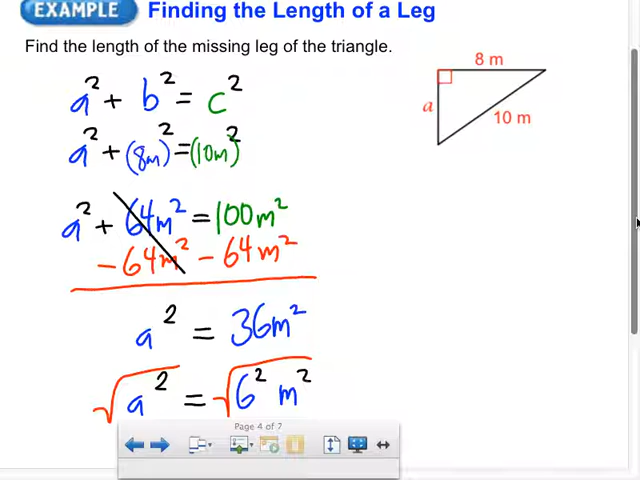 EXAMPLE Finding the Length of a Leg
Find the length of the missing leg of the triangle.
8 m
a
10 m
a² + b² = c²
a² + (8m)² = (10m)²
a² + 64m² = 100m²
- 64m² - 64m²
a² = 36m²
√a² = √6² m²
Page 4 of 7